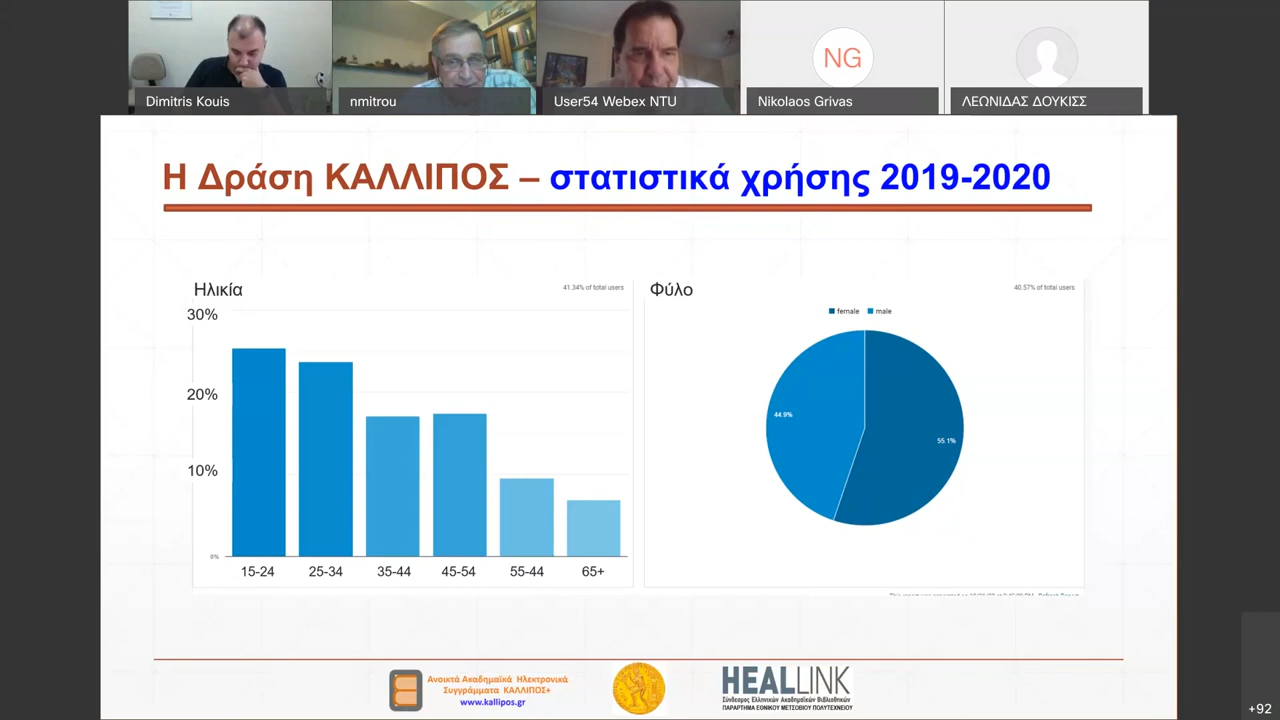 Dimitris Kouis
nmitrou
User54 Webex NTU
NG
Nikolaos Grivas
ΛΕΩΝΙΔΑΣ ΔΟΥΚΙΣΣ
Η Δράση ΚΑΛΛΙΠΟΣ – στατιστικά χρήσης 2019-2020
Ηλικία
41.34% of total users
30%
20%
10%
0%
15-24
25-34
35-44
45-54
55-44
65+
Φύλο
40.57% of total users
female
male
44.9%
55.1%
Ανοικτά Ακαδημαϊκά Ηλεκτρονικά
Συγγράμματα ΚΑΛΛΙΠΟΣ+
www.kallipos.gr
HEALLINK
Σύνδεσμος Ελληνικών Ακαδημαϊκών Βιβλιοθηκών
ΠΑΡΑΡΤΗΜΑ ΕΘΝΙΚΟΥ ΜΕΤΣΟΒΙΟΥ ΠΟΛΥΤΕΧΝΕΙΟΥ
+92